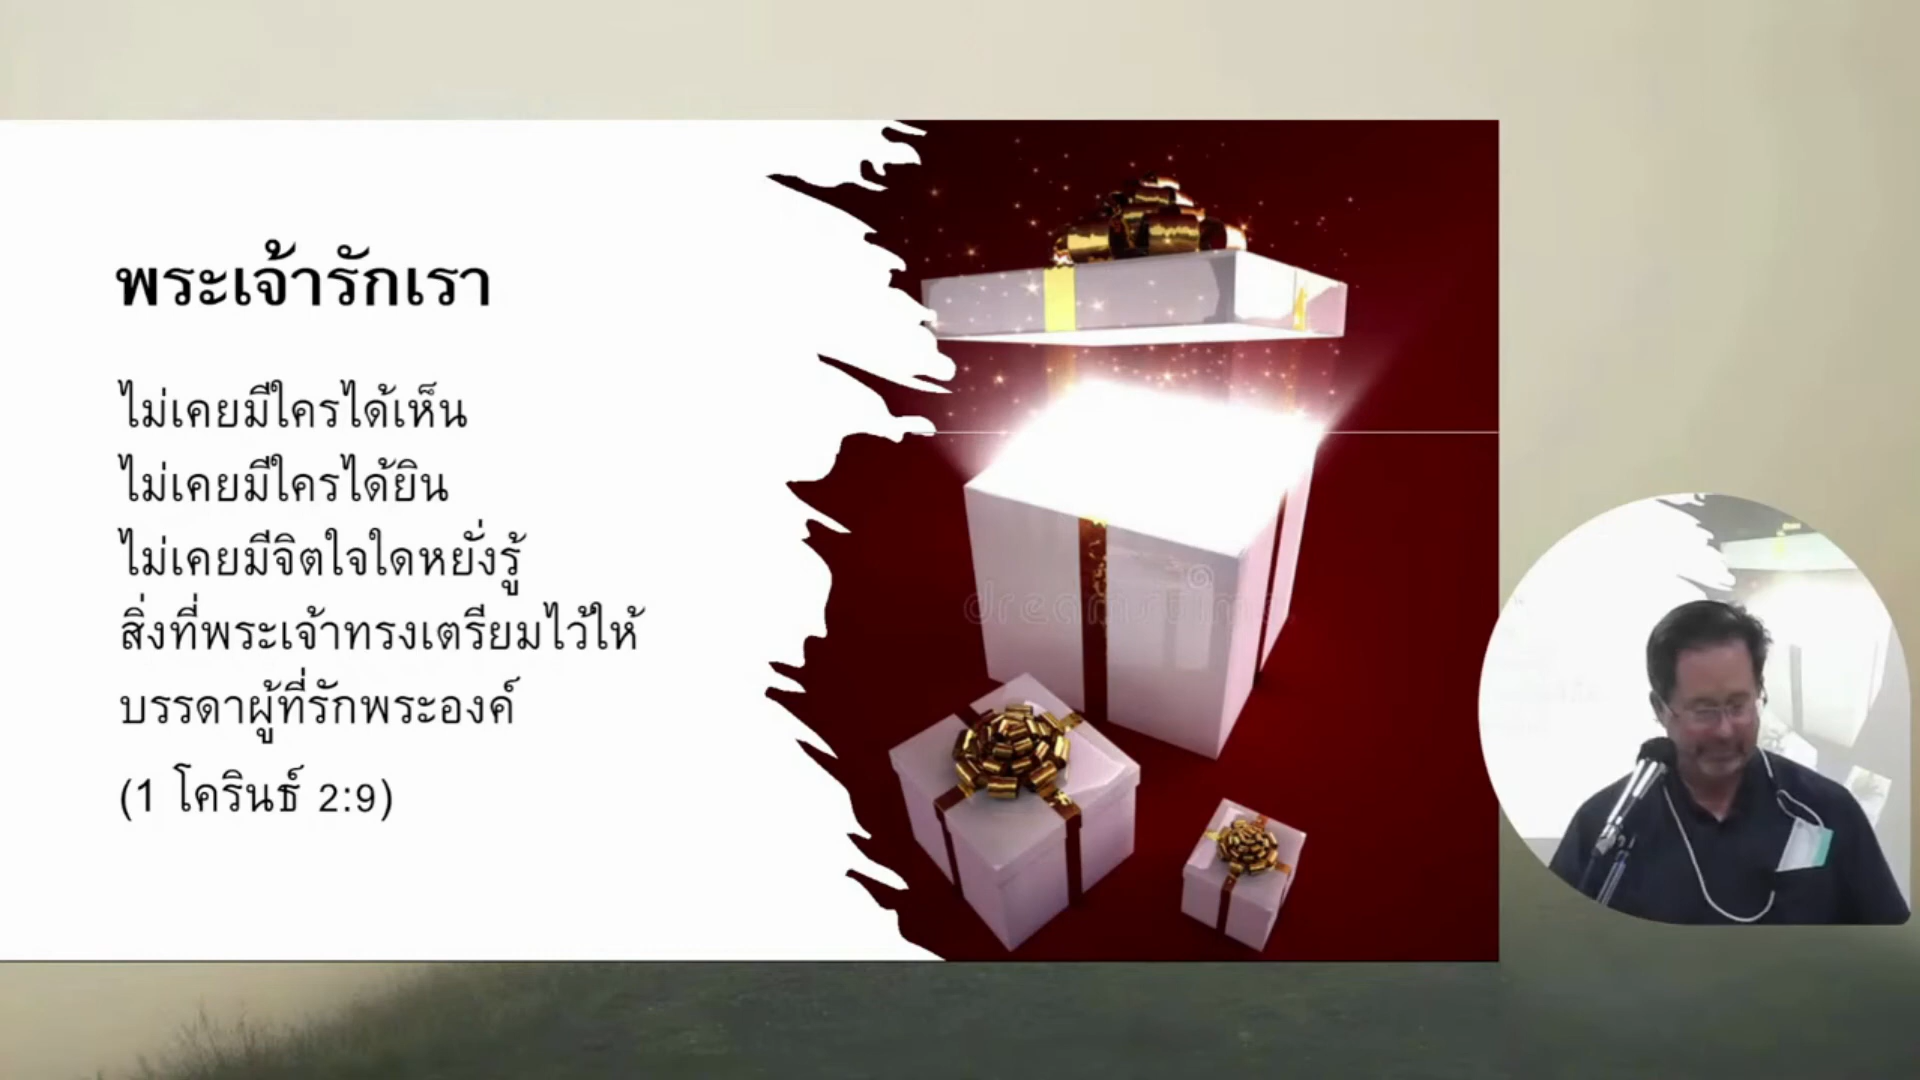 พระเจ้ารักเรา
ไม่เคยมีใครได้เห็น
ไม่เคยมีใครได้ยิน
ไม่เคยมีจิตใจใดหยั่งรู้
สิ่งที่พระเจ้าทรงเตรียมไว้ให้
บรรดาผู้ที่รักพระองค์
(1 โครินธ์ 2:9)
dreamstime